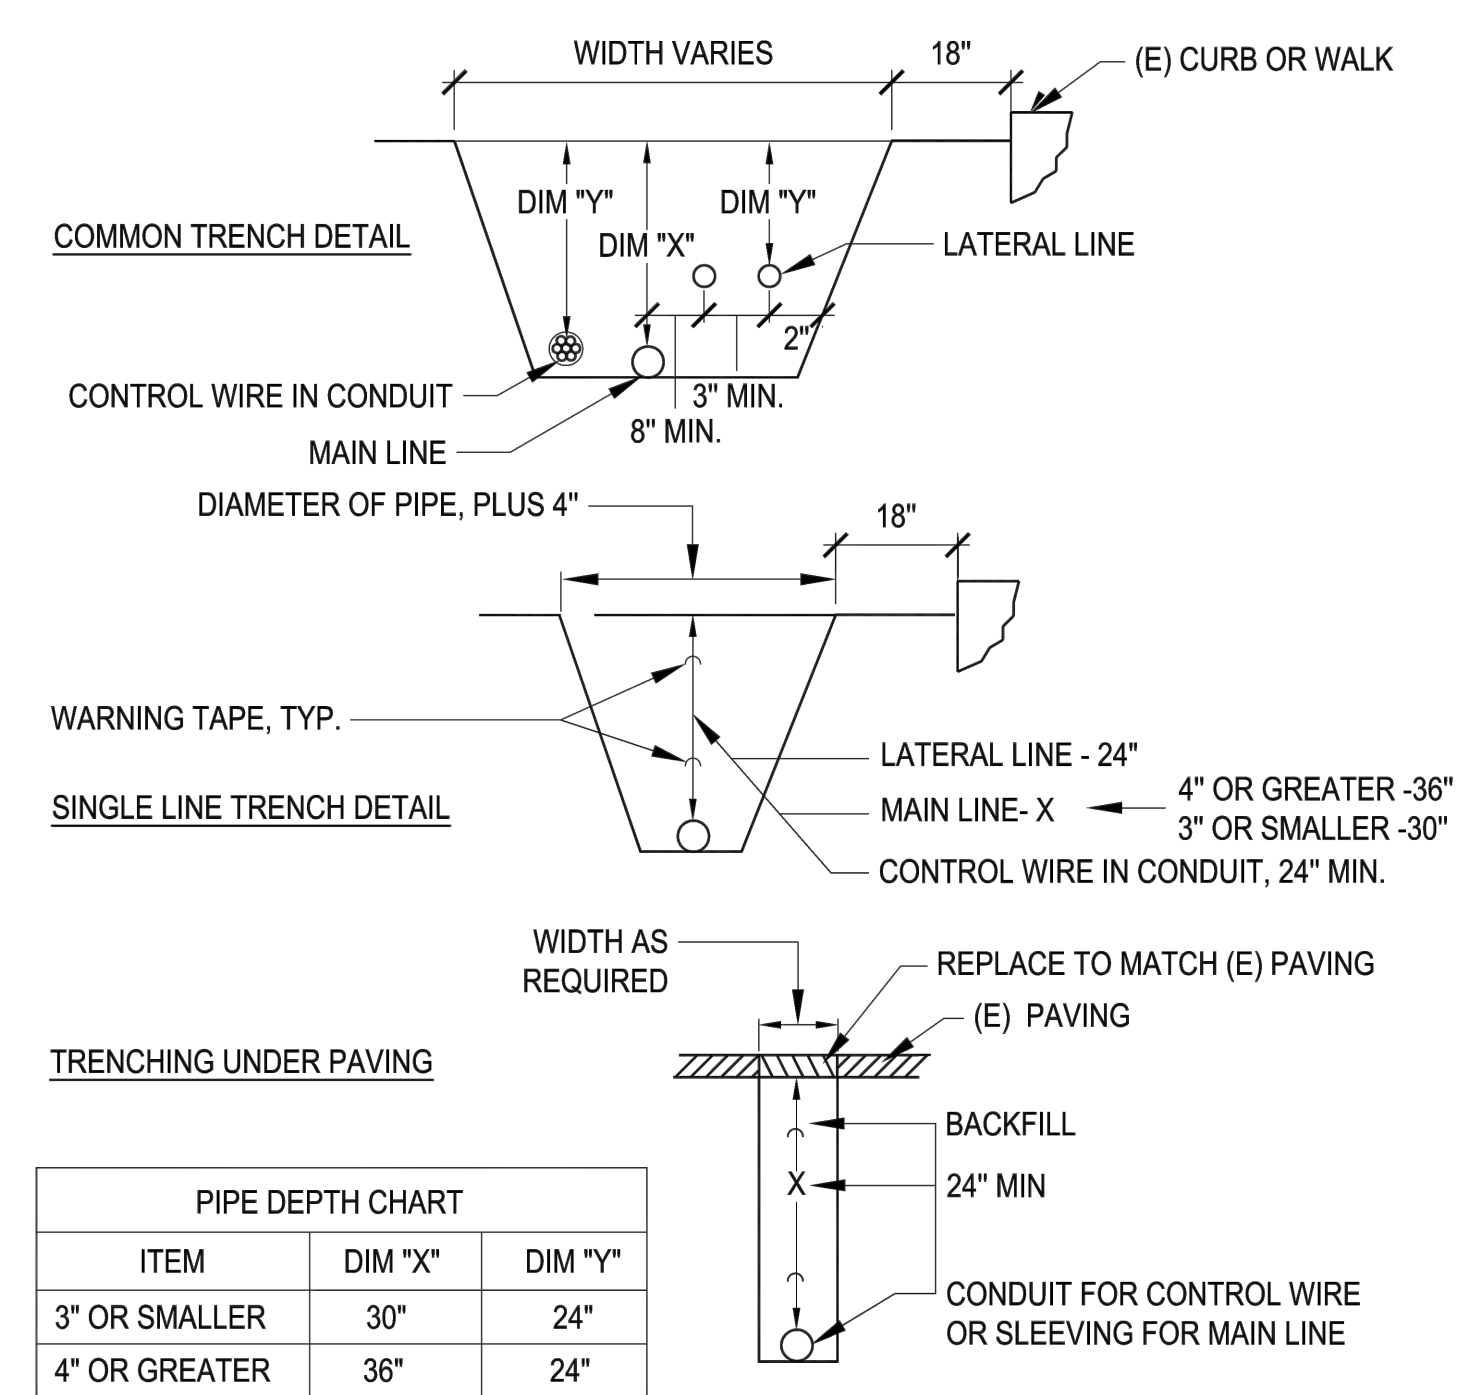 WIDTH VARIES
18"
(E) CURB OR WALK
DIM "Y"
DIM "Y"
COMMON TRENCH DETAIL
DIM "X"
LATERAL LINE
2"
CONTROL WIRE IN CONDUIT
3" MIN.
8" MIN.
MAIN LINE
DIAMETER OF PIPE, PLUS 4"
18"
WARNING TAPE, TYP.
LATERAL LINE - 24"
SINGLE LINE TRENCH DETAIL
MAIN LINE- X
4" OR GREATER -36"
3" OR SMALLER -30"
CONTROL WIRE IN CONDUIT, 24" MIN.
WIDTH AS
REQUIRED
REPLACE TO MATCH (E) PAVING
(E) PAVING
TRENCHING UNDER PAVING
BACKFILL
X
24" MIN
CONDUIT FOR CONTROL WIRE
OR SLEEVING FOR MAIN LINE
PIPE DEPTH CHART
ITEM DIM "X" DIM "Y"
3" OR SMALLER 30" 24"
4" OR GREATER 36" 24"